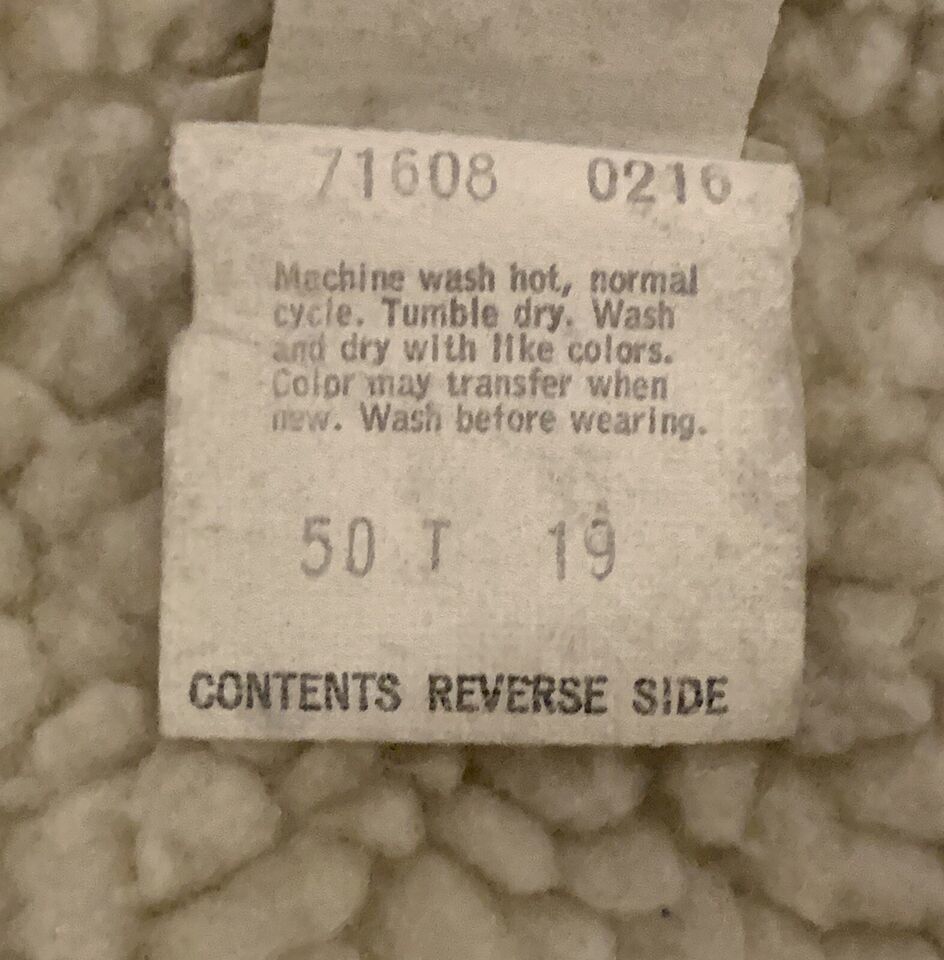 71608 0216
Machine wash hot, normal
cycle. Tumble dry. Wash
and dry with like colors.
Color may transfer when
new. Wash before wearing.
50 T 19
CONTENTS REVERSE SIDE